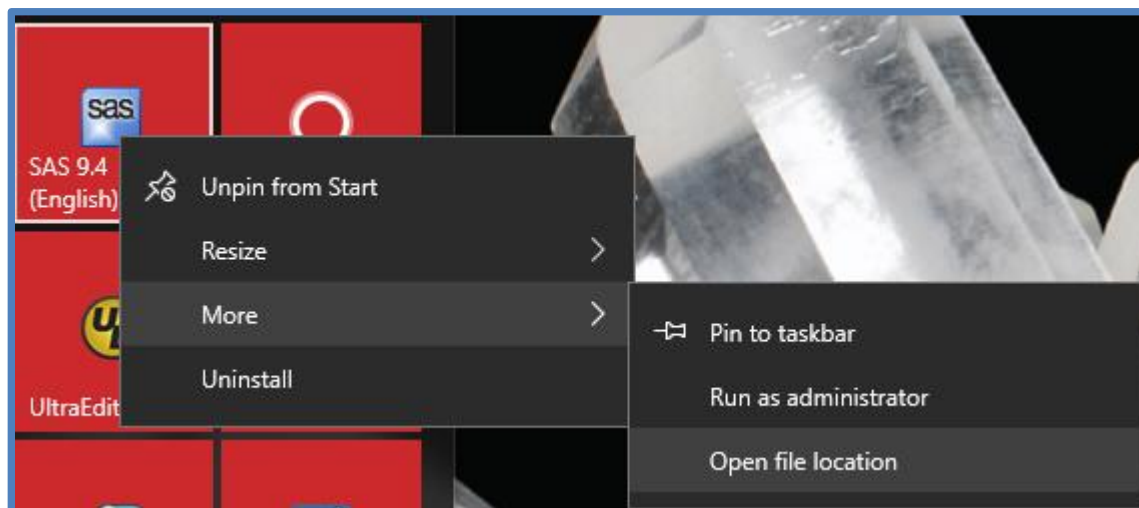 sas
SAS 9.4
(English)
Unpin from Start
Resize
More
Pin to taskbar
Uninstall
Run as administrator
UltraEdit
Open file location